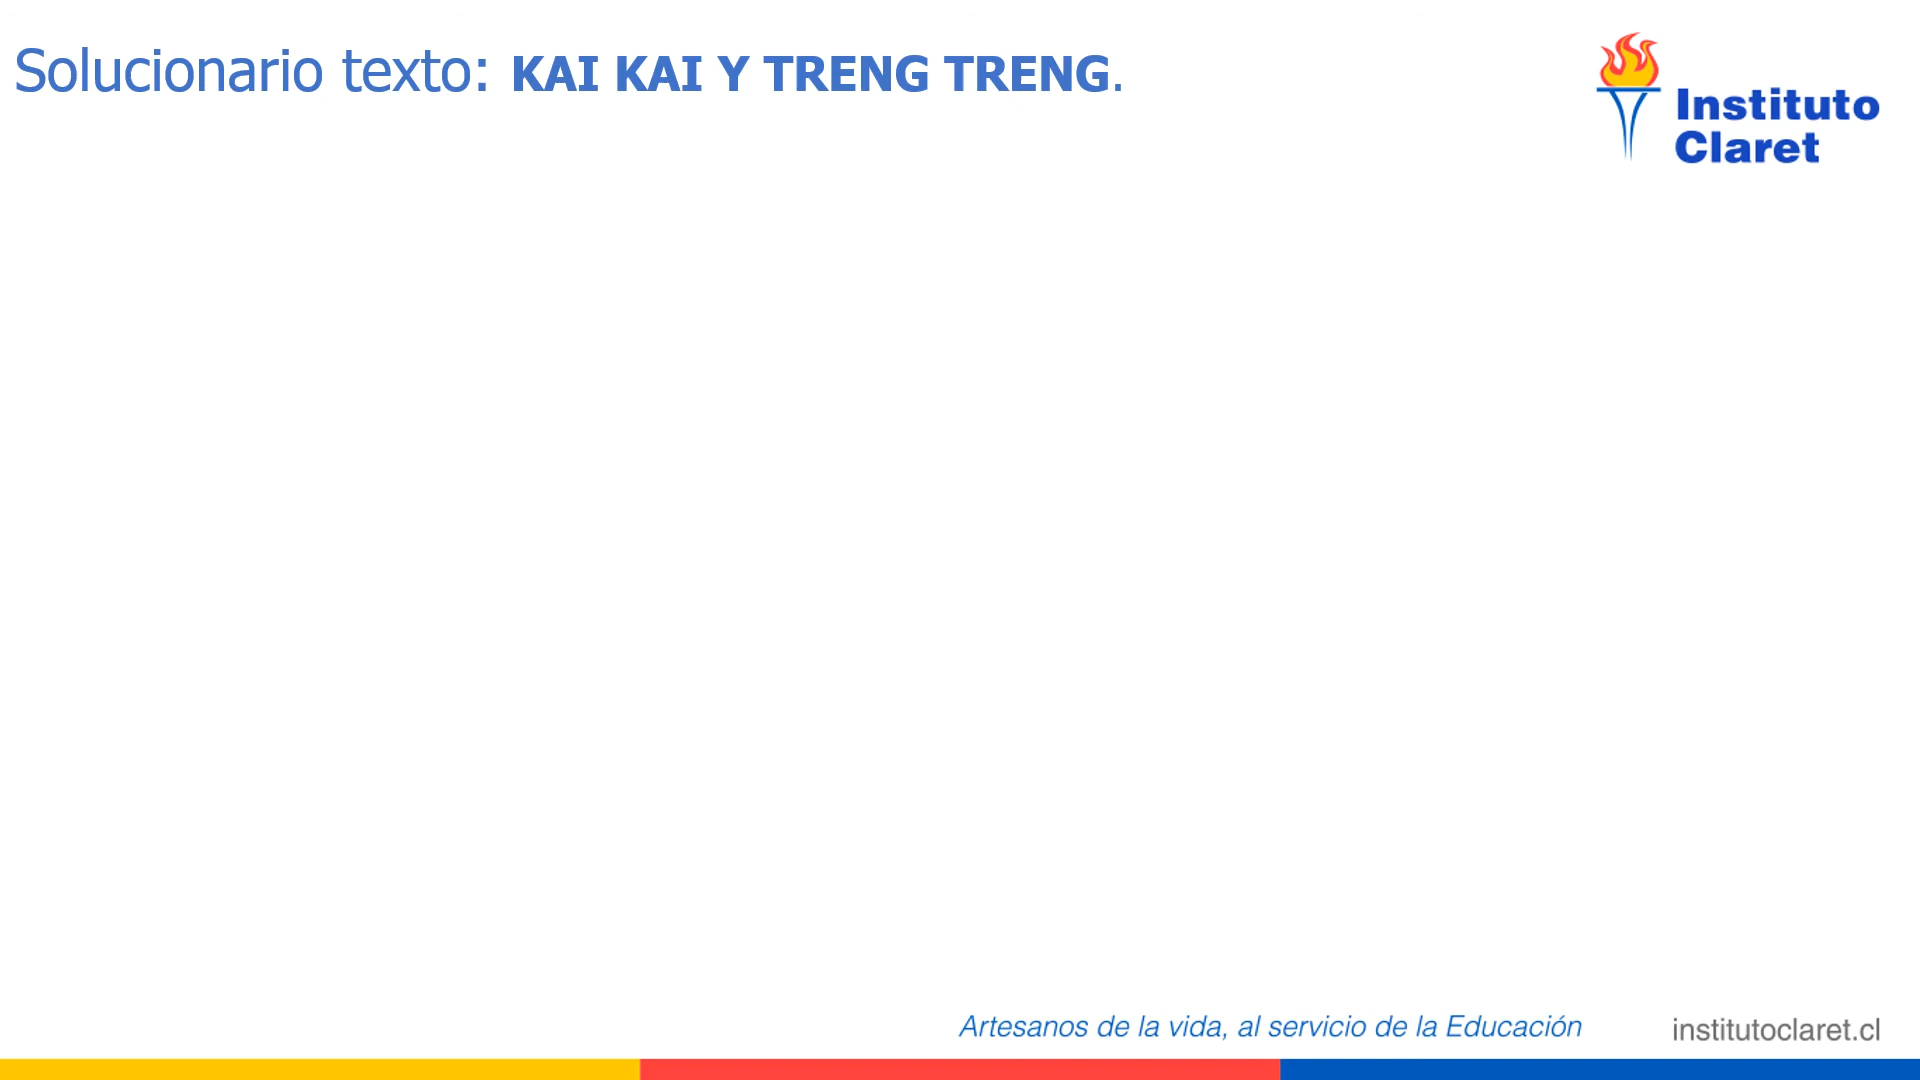 Solucionario texto: KAI KAI Y TRENG TRENG.
Instituto
Claret
Artesanos de la vida, al servicio de la Educación
institutoclaret.cl